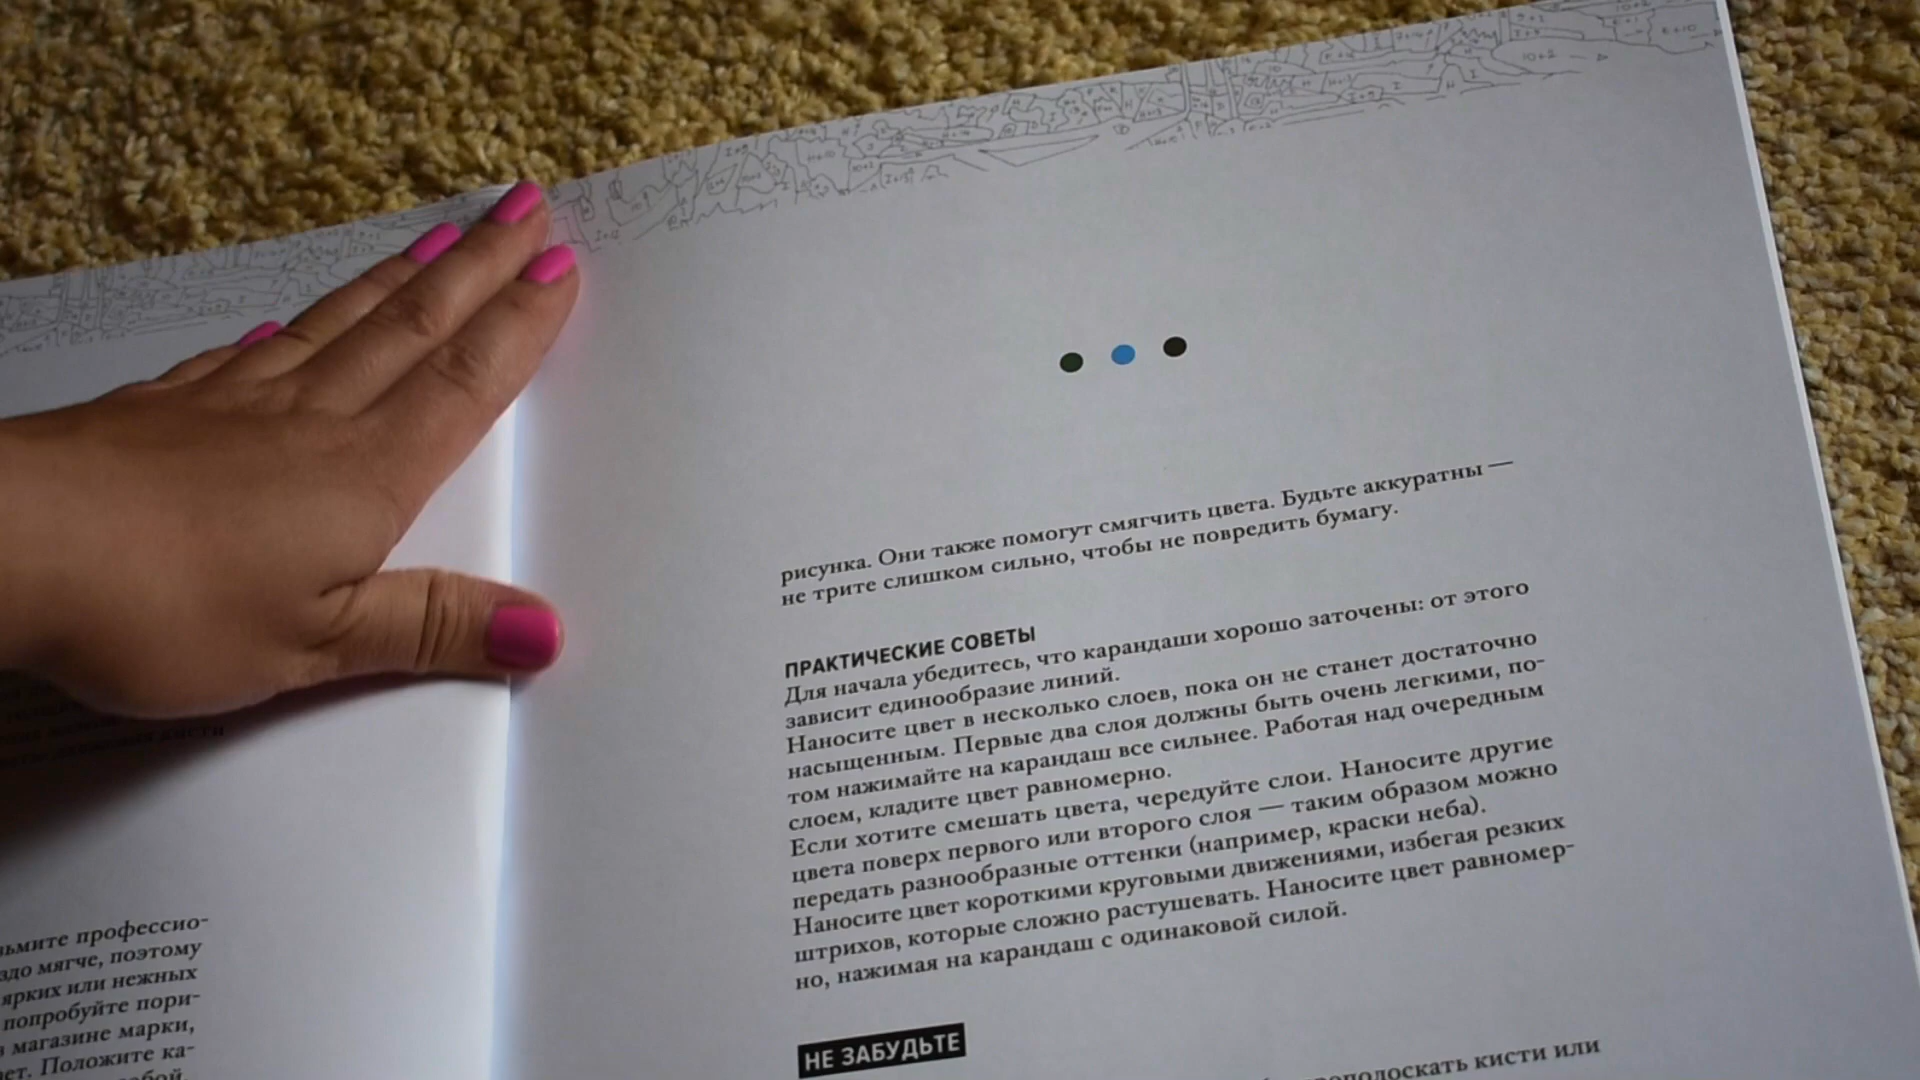 рисунка. Они также помогут смягчить цвета. Будьте аккуратны —
не трите слишком сильно, чтобы не повредить бумагу.
ПРАКТИЧЕСКИЕ СОВЕТЫ
Для начала убедитесь, что карандаши хорошо заточены: от этого
зависит единообразие линий.
Наносите цвет в несколько слоев, пока он не станет достаточно
насыщенным. Первые два слоя должны быть очень легкими, по-
том нажимайте на карандаш все сильнее. Работая над очередным
слоем, кладите цвет равномерно.
Если хотите смешать цвета, чередуйте слои. Наносите другие
цвета поверх первого или второго слоя — таким образом можно
передать разнообразные оттенки (например, краски неба).
Наносите цвет короткими круговыми движениями, избегая резких
штрихов, которые сложно растушевать. Наносите цвет равномер-
но, нажимая на карандаш с одинаковой силой.
НЕ ЗАБУДЬТЕ
кисти или
профессио-
мягче, поэтому
ярких или нежных
попробуйте пори-
магазине марки,
Положите ка-